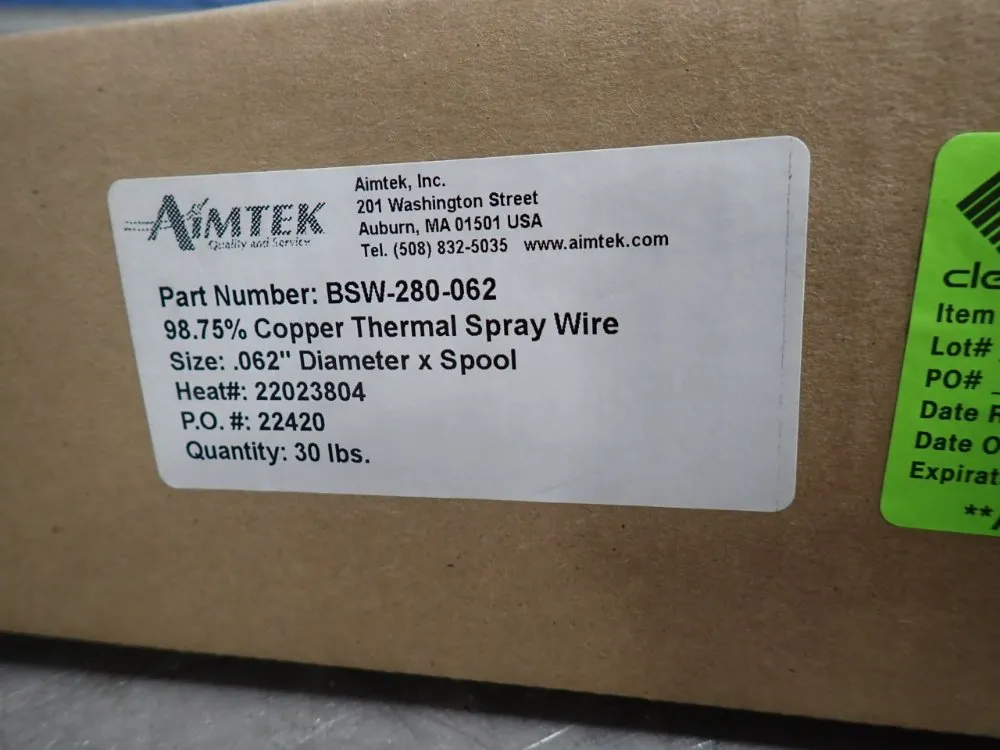 AIMTEK
Quality and Service
Aimtek, Inc.
201 Washington Street
Auburn, MA 01501 USA
Tel. (508) 832-5035 www.aimtek.com
Part Number: BSW-280-062
98.75% Copper Thermal Spray Wire
Size: .062" Diameter x Spool
Heat#: 22023804
P.O. #: 22420
Quantity: 30 lbs.
Item
Lot#
PO# _
Date
Date
**/